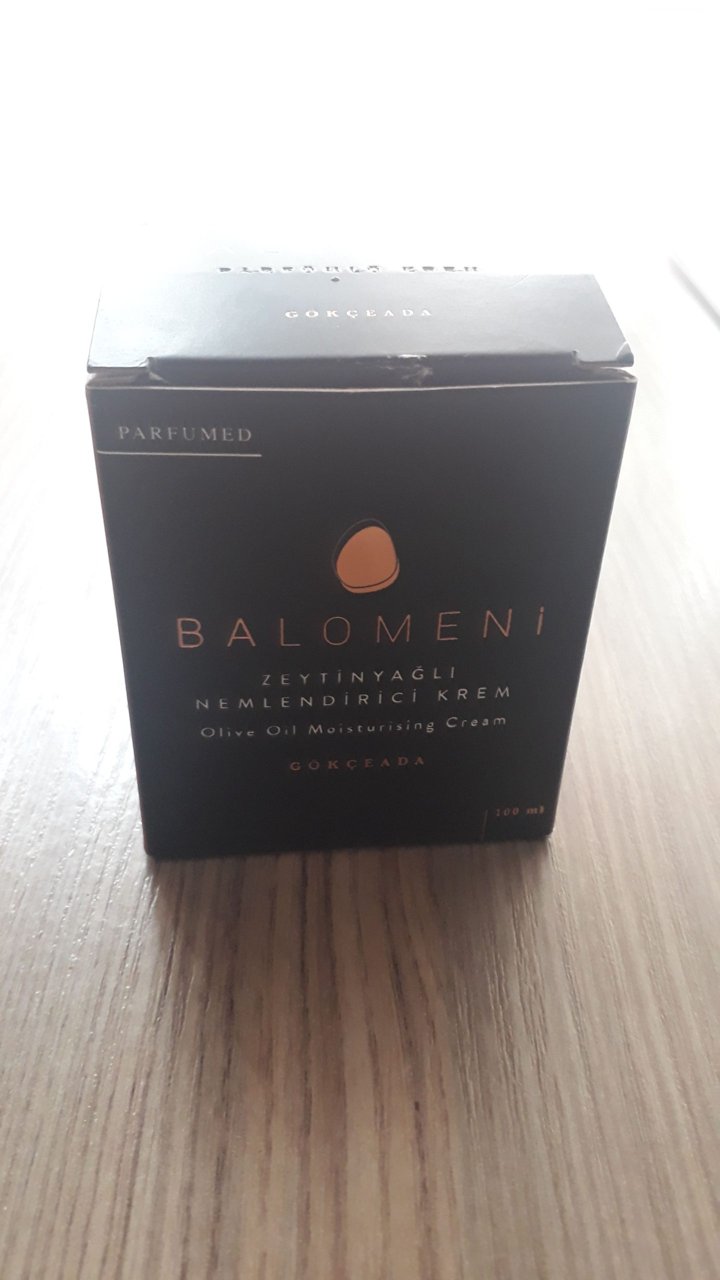 GÖKÇEADA
PARFUMED
BALOMENİ
ZEYTİNYAĞLI
NEMLENDİRİCİ KREM
Olive Oil Moisturising Cream
GÖKÇEADA
100 ml